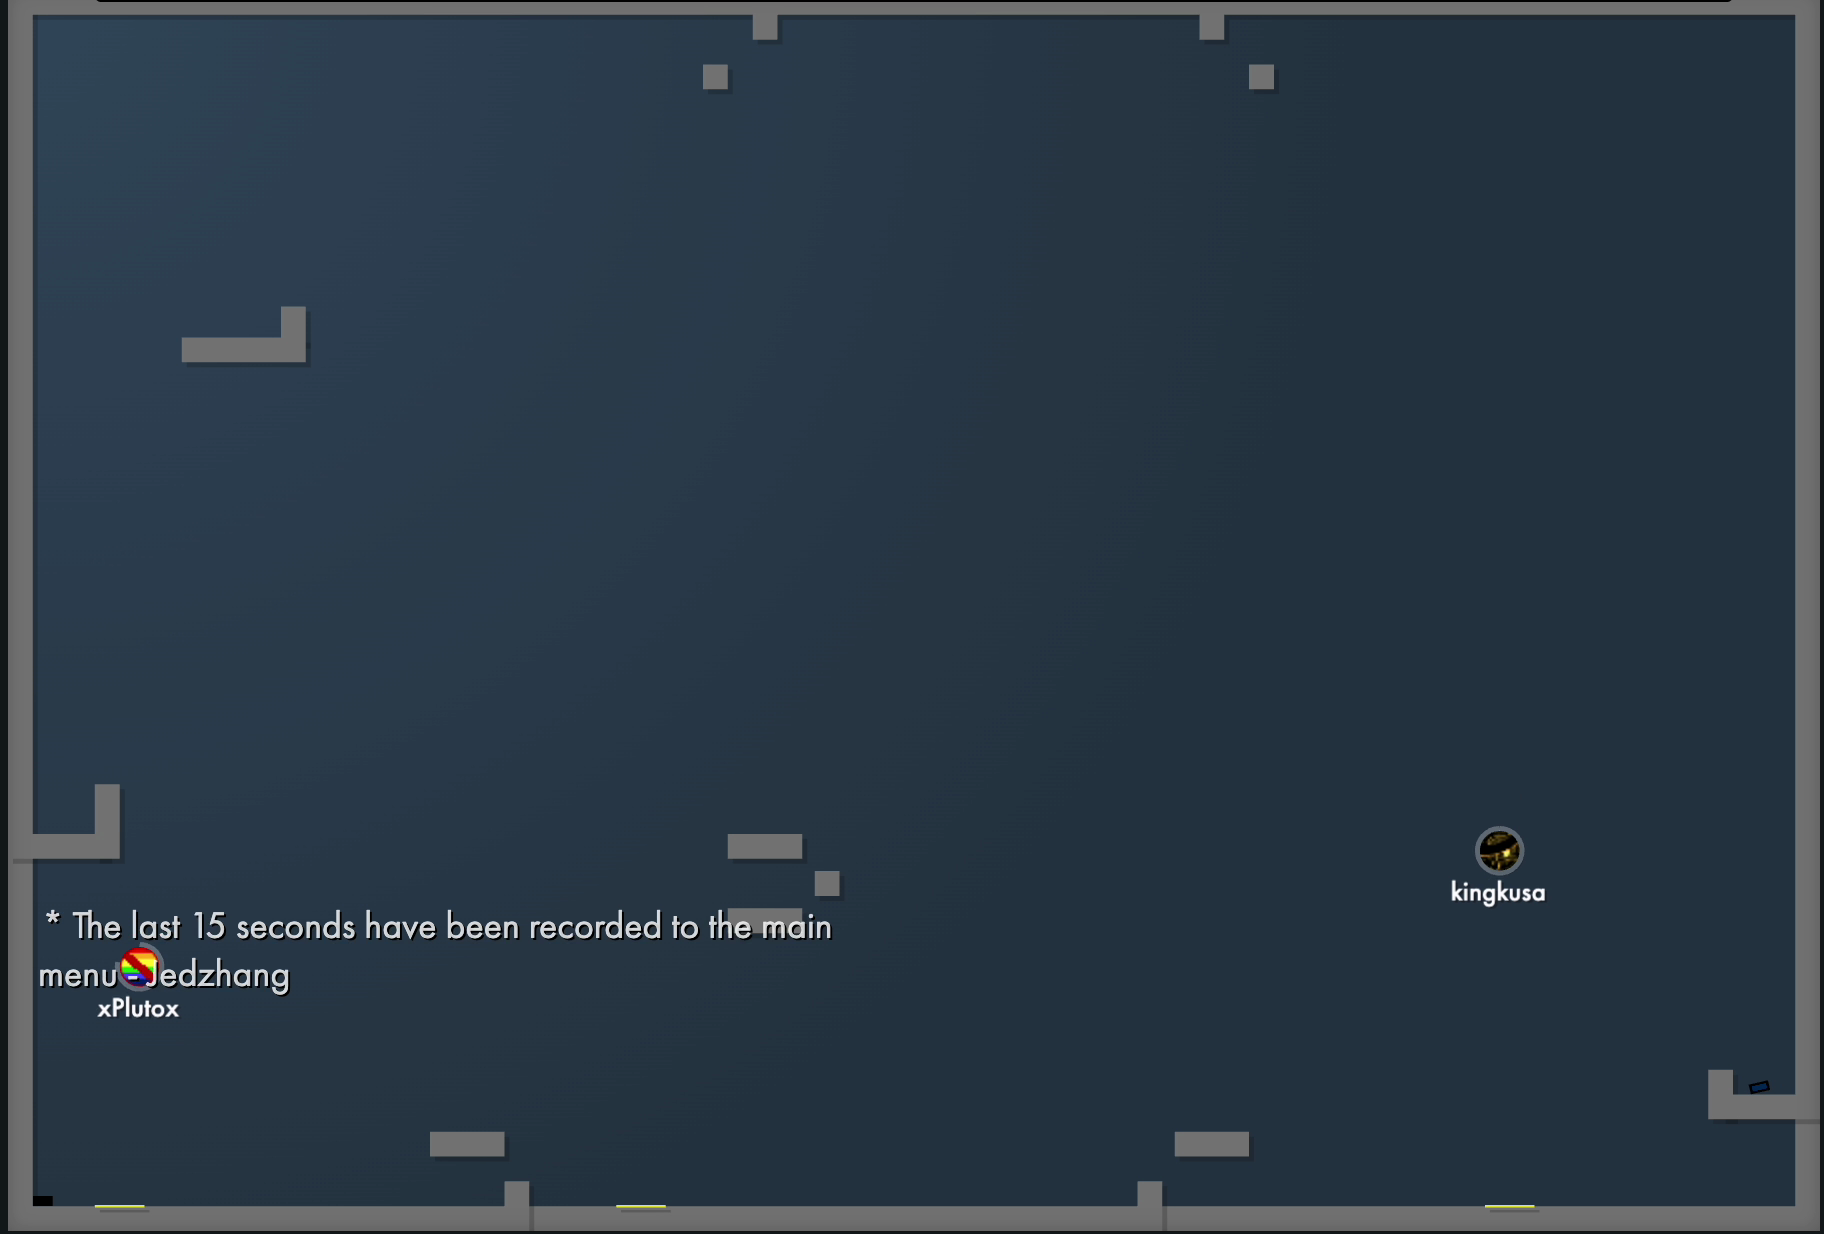 kingkusa
* The last 15 seconds have been recorded to the main
menu - Jedzhang
xPlutox